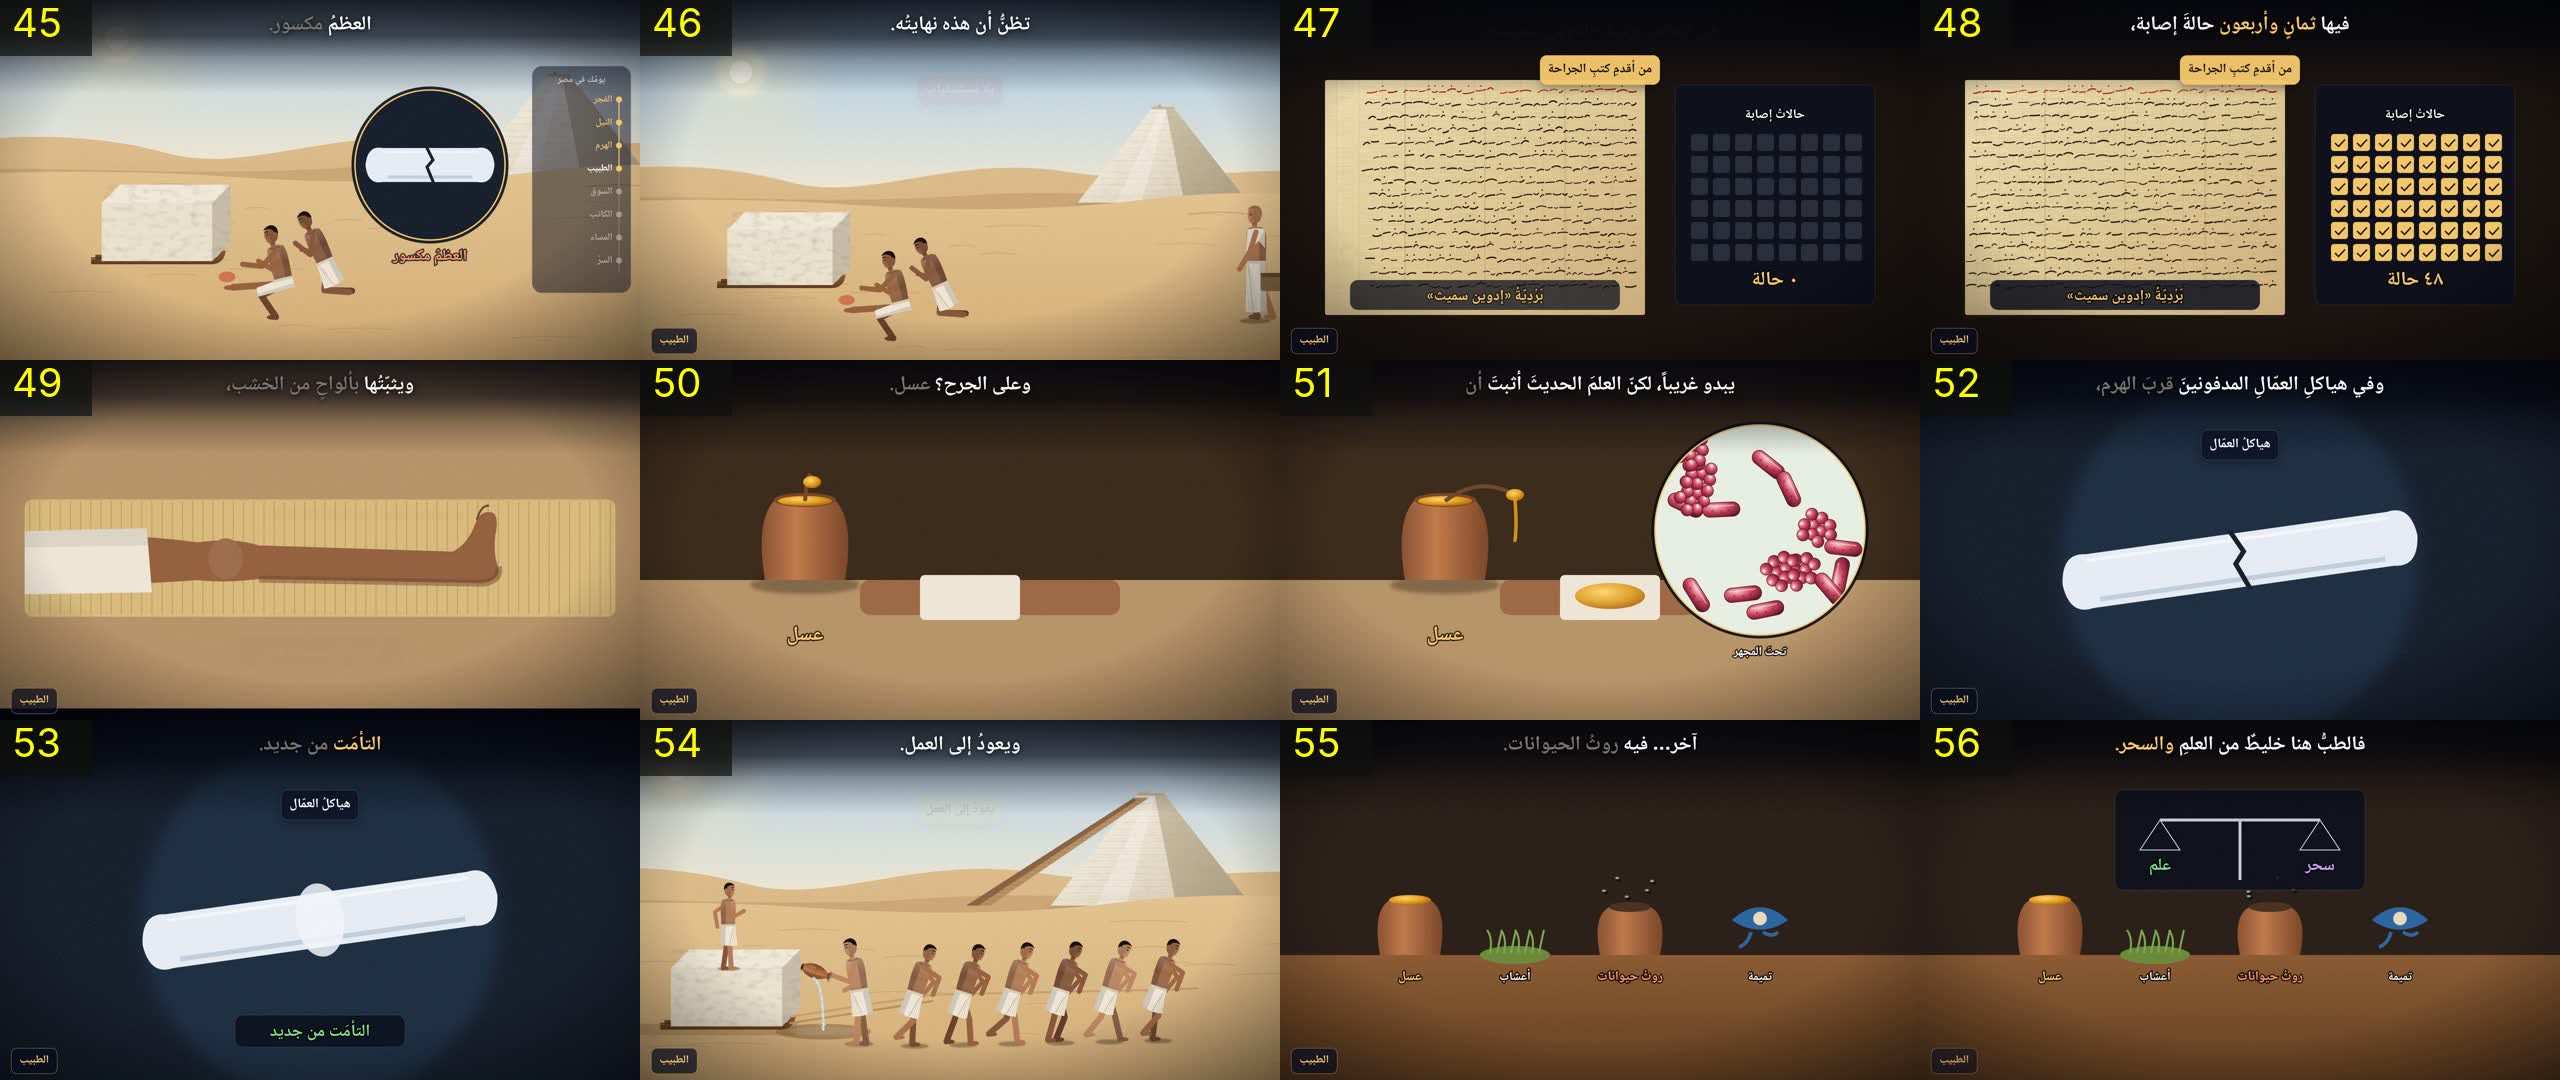 45
العظمُ مكسور.
يومُك في مصر
الفجر
النيل
الهرم
الطبيب
السوق
الكاتب
المساء
السرّ
العظمُ مكسور
46
تظنُّ أن هذه نهايتُه.
الطبيب
47
من أقدمِ كتبِ الجراحة
حالاتُ إصابة
٠ حالة
بَرْدِيّةُ «إدوين سميث»
الطبيب
48
فيها ثمانٍ وأربعون حالةَ إصابة،
من أقدمِ كتبِ الجراحة
حالاتُ إصابة
٤٨ حالة
بَرْدِيّةُ «إدوين سميث»
الطبيب
49
ويثبّتُها بألواحٍ من الخشب،
الطبيب
50
وعلى الجرح؟ عسل.
عسل
الطبيب
51
يبدو غريباً، لكنّ العلمَ الحديثَ أثبتَ أن
عسل
تحتَ المجهر
الطبيب
52
وفي هياكلِ العمّالِ المدفونينَ قربَ الهرم،
هياكلُ العمّال
الطبيب
53
التأمَت من جديد.
هياكلُ العمّال
التأمَت من جديد
الطبيب
54
ويعودُ إلى العمل.
يعودُ إلى العمل
الطبيب
55
آخر... فيه روثُ الحيوانات.
عسل
أعشاب
روثُ حيوانات
تميمة
الطبيب
56
فالطبُّ هنا خليطٌ من العلمِ والسحر.
علم
سحر
عسل
أعشاب
روثُ حيوانات
تميمة
الطبيب